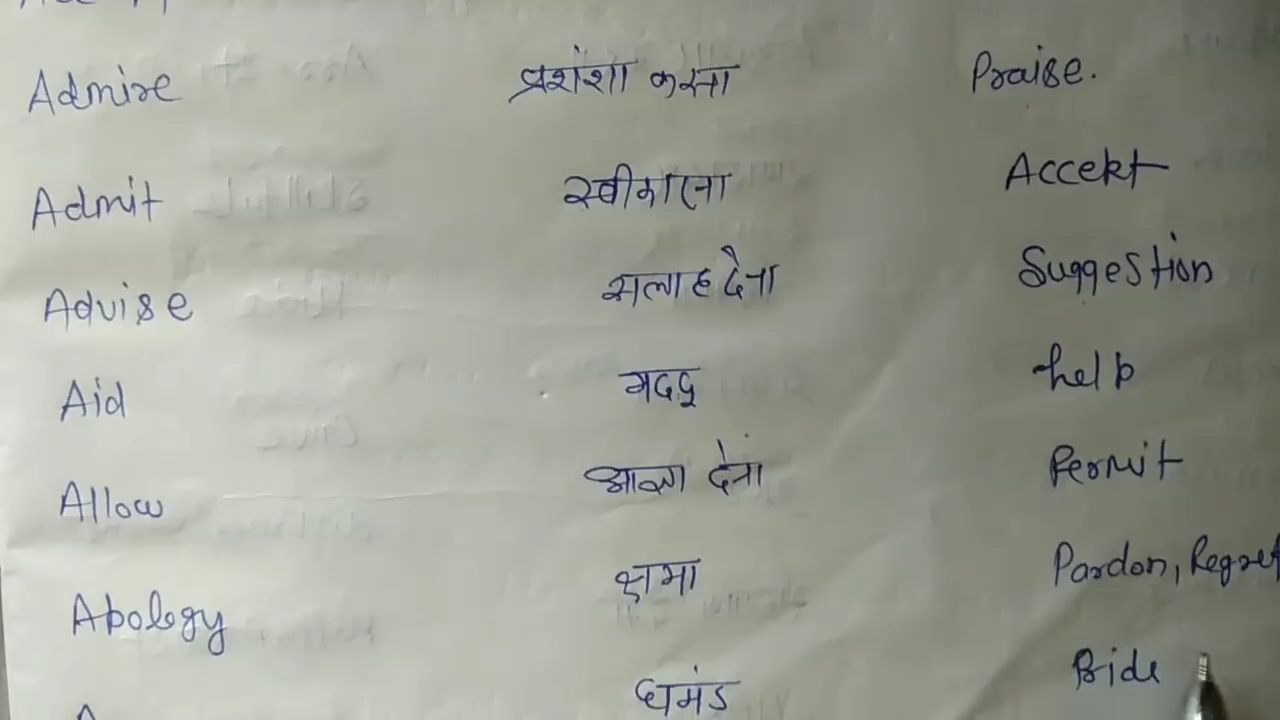 Admire प्रशंशा करना Praise.
Admit स्वीकारना Accept
Advise सलाह देना Suggestion
Aid मदद help
Allow आज्ञा देना Permit
Apology क्षमा Pardon, Regret
घमंड Pride